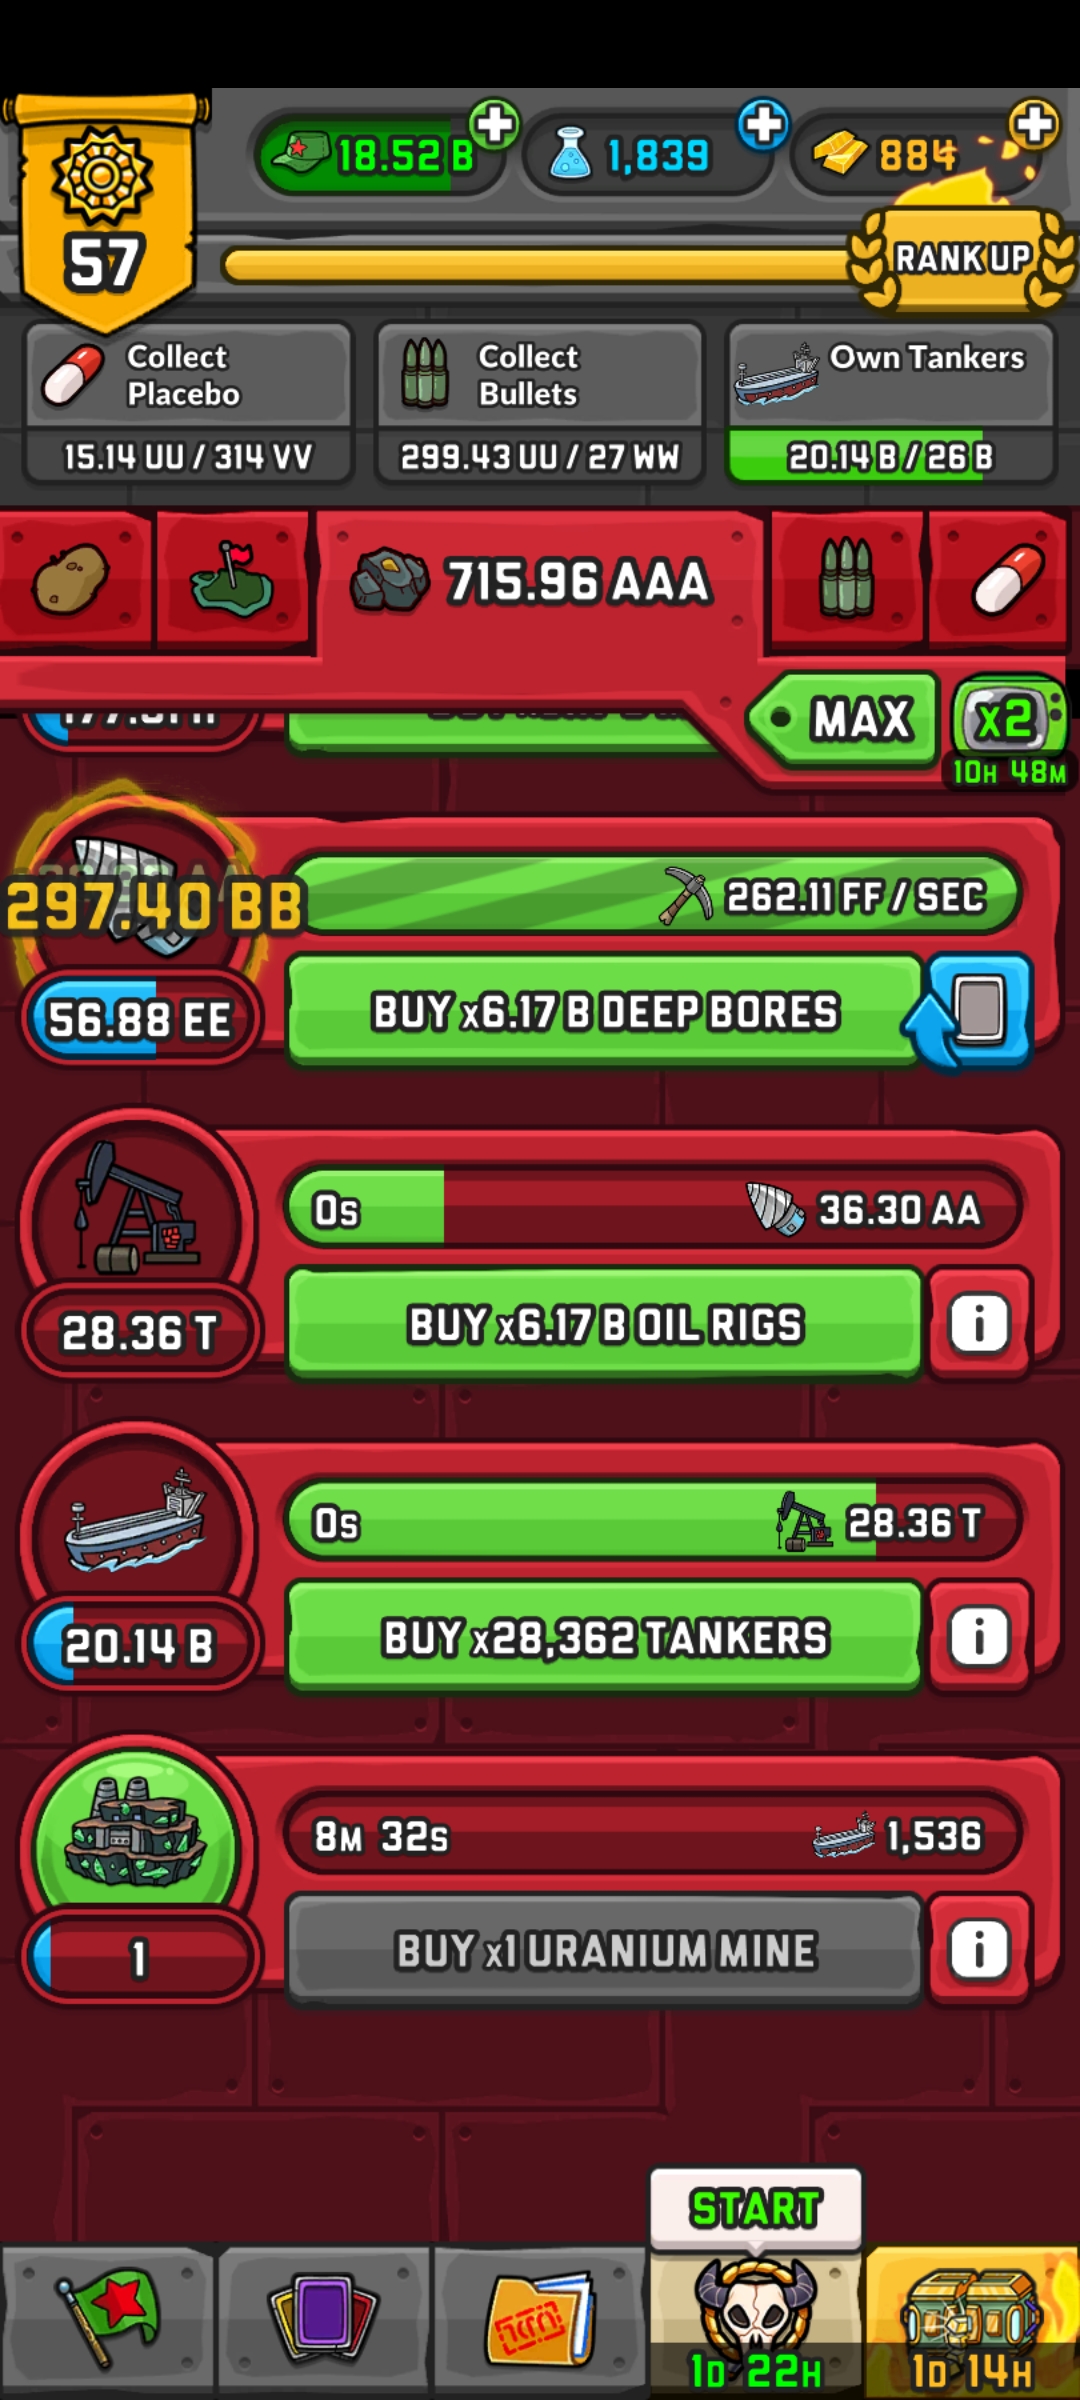 18.52 B
1,839
884
57
RANK UP
Collect
Placebo
15.14 UU / 314 VV
Collect
Bullets
299.43 UU / 27 WW
Own Tankers
20.14 B / 26 B
715.96 AAA
MAX
x2
10H 48M
297.40 BB
262.11 FF / SEC
56.88 EE
BUY x6.17 B DEEP BORES
0s
36.30 AA
28.36 T
BUY x6.17 B OIL RIGS
0s
28.36 T
20.14 B
BUY x28,362 TANKERS
8M 32s
1,536
1
BUY x1 URANIUM MINE
START
1D 22H
1D 14H